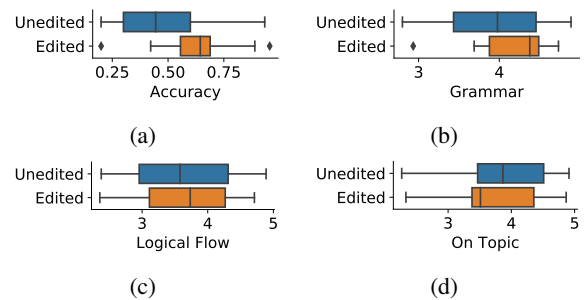 Unedited
Edited
0.25 0.50 0.75
Accuracy
(a)
Unedited
Edited
3 4
Grammar
(b)
Unedited
Edited
3 4 5
Logical Flow
(c)
Unedited
Edited
3 4 5
On Topic
(d)